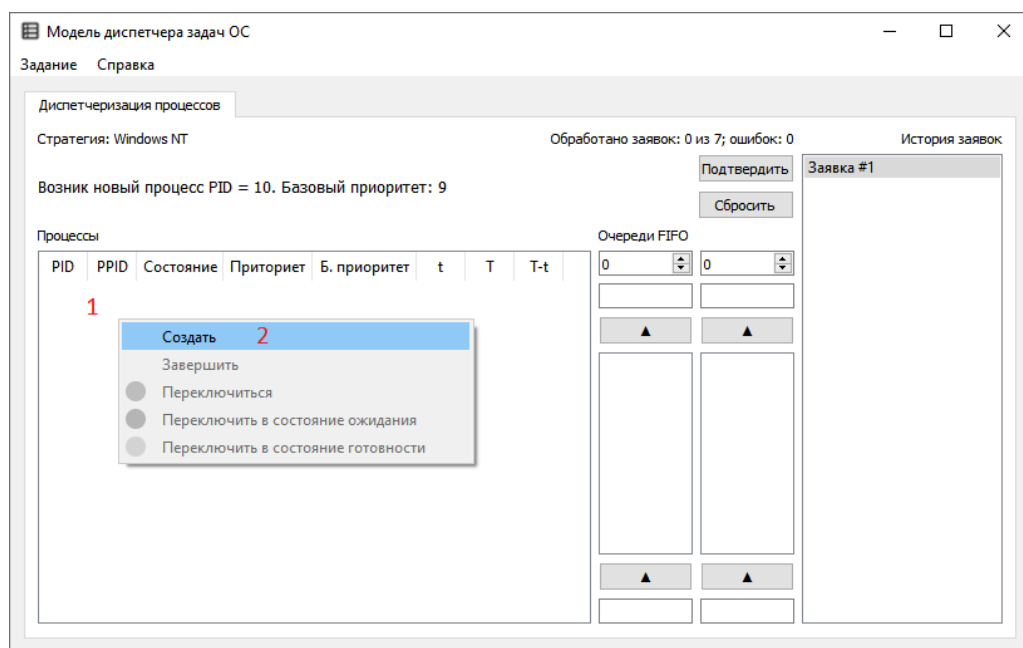 Модель диспетчера задач ОС
Задание Справка
Диспетчеризация процессов
Стратегия: Windows NT
Обработано заявок: 0 из 7; ошибок: 0
История заявок
Подтвердить
Заявка #1
Возник новый процесс PID = 10. Базовый приоритет: 9
Сбросить
Процессы
Очереди FIFO
PID PPID Состояние Приториет Б. приоритет t T T-t
0 0
1
▲ ▲
Создать 2
Завершить
Переключиться
Переключить в состояние ожидания
Переключить в состояние готовности
▲ ▲